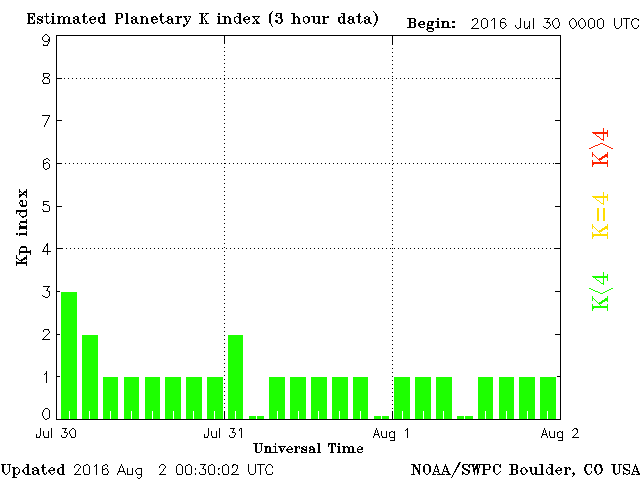 Estimated Planetary K index (3 hour data) Begin: 2016 Jul 30 0000 UTC
9
8
7
6
5
4
3
2
1
0
Kp index
K>4
K=4
K<4
Jul 30 Jul 31 Aug 1 Aug 2
Universal Time
Updated 2016 Aug 2 00:30:02 UTC NOAA/SWPC Boulder, CO USA